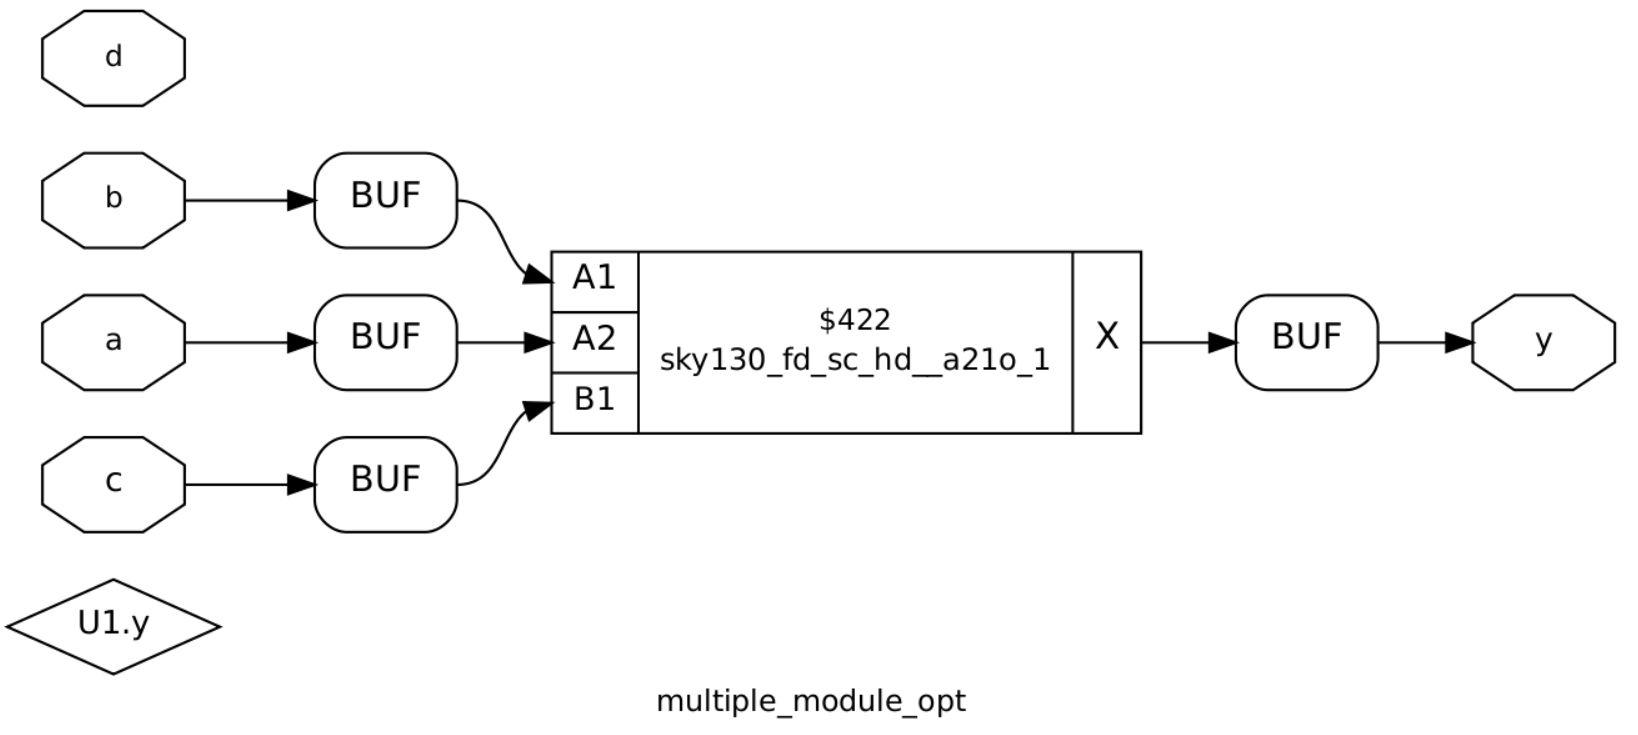 d
b
BUF
A1
a
BUF
A2
$422
sky130_fd_sc_hd__a21o_1
X
BUF
y
B1
c
BUF
U1.y
multiple_module_opt